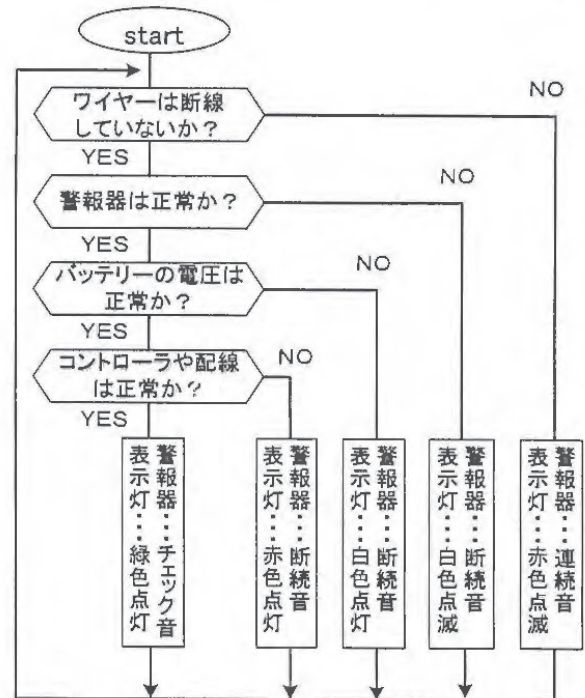 start
ワイヤーは断線
していないか？
NO
YES
警報器は正常か？
NO
YES
バッテリーの電圧は
正常か？
NO
YES
コントローラや配線
は正常か？
NO
YES
警報器・・・チェック音
表示灯・・・緑色点灯
警報器・・・断続音
表示灯・・・赤色点灯
警報器・・・断続音
表示灯・・・白色点灯
警報器・・・断続音
表示灯・・・白色点滅
警報器・・・連続音
表示灯・・・赤色点滅